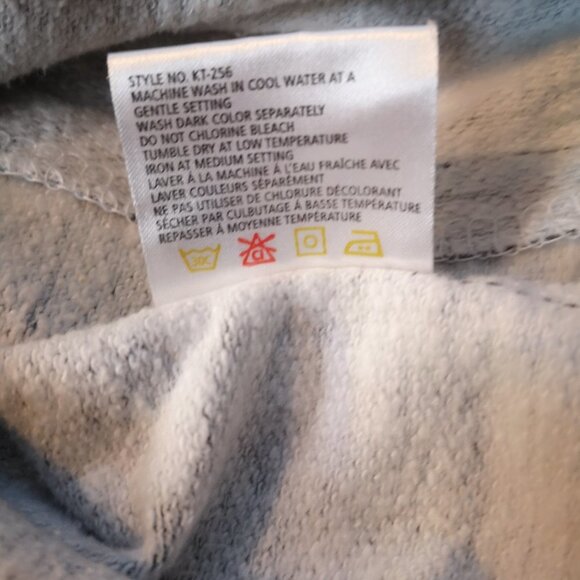 STYLE NO. KT-256
MACHINE WASH IN COOL WATER AT A
GENTLE SETTING
WASH DARK COLOR SEPARATELY
DO NOT CHLORINE BLEACH
TUMBLE DRY AT LOW TEMPERATURE
IRON AT MEDIUM SETTING
LAVER À LA MACHINE À L'EAU FRAÎCHE AVEC
LAVER COULEURS SÉPARÉMENT
NE PAS UTILISER DE CHLORURE DÉCOLORANT
SÉCHER PAR CULBUTAGE À BASSE TEMPÉRATURE
REPASSER À MOYENNE TEMPÉRATURE
30C cl